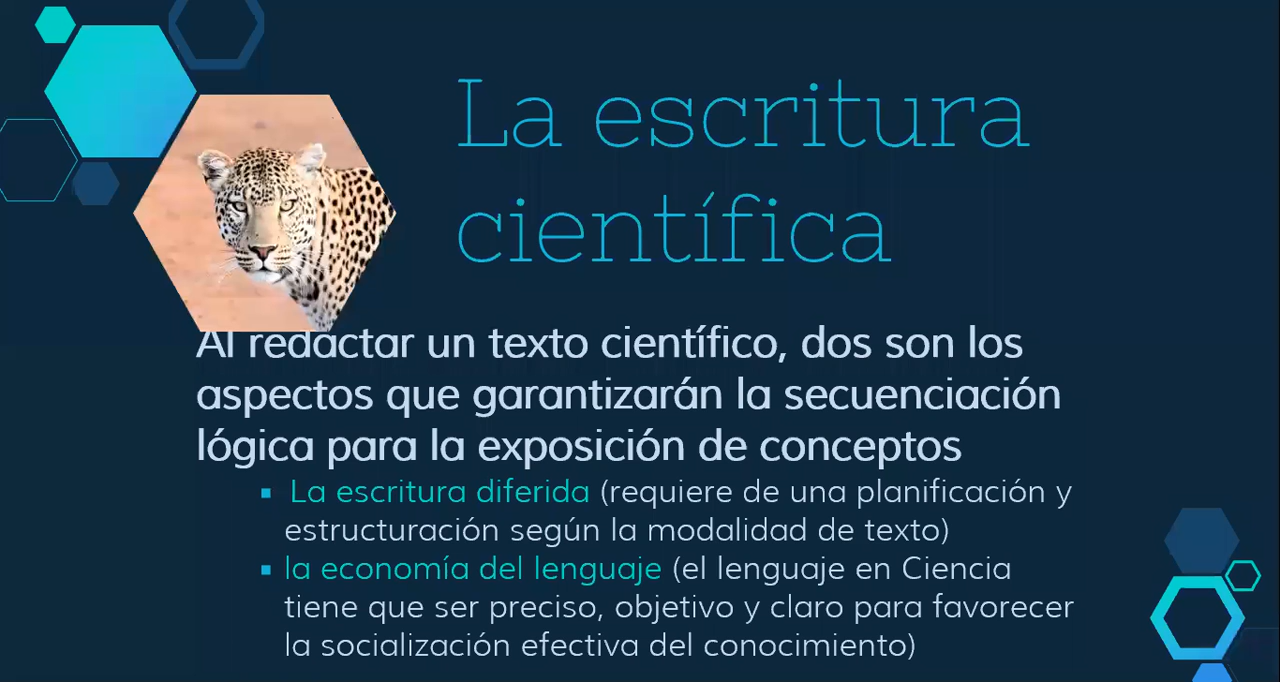 La escritura
científica
Al redactar un texto científico, dos son los
aspectos que garantizarán la secuenciación
lógica para la exposición de conceptos
La escritura diferida (requiere de una planificación y
estructuración según la modalidad de texto)
la economía del lenguaje (el lenguaje en Ciencia
tiene que ser preciso, objetivo y claro para favorecer
la socialización efectiva del conocimiento)